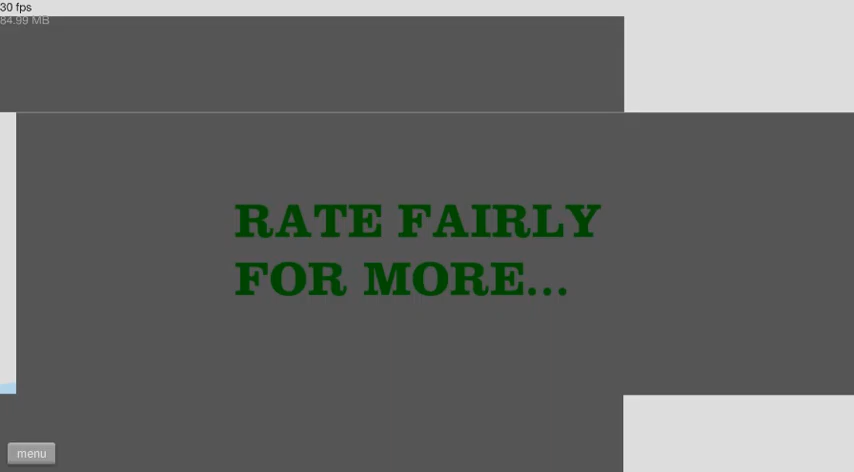 30 fps
84.99 MB
RATE FAIRLY
FOR MORE...
menu